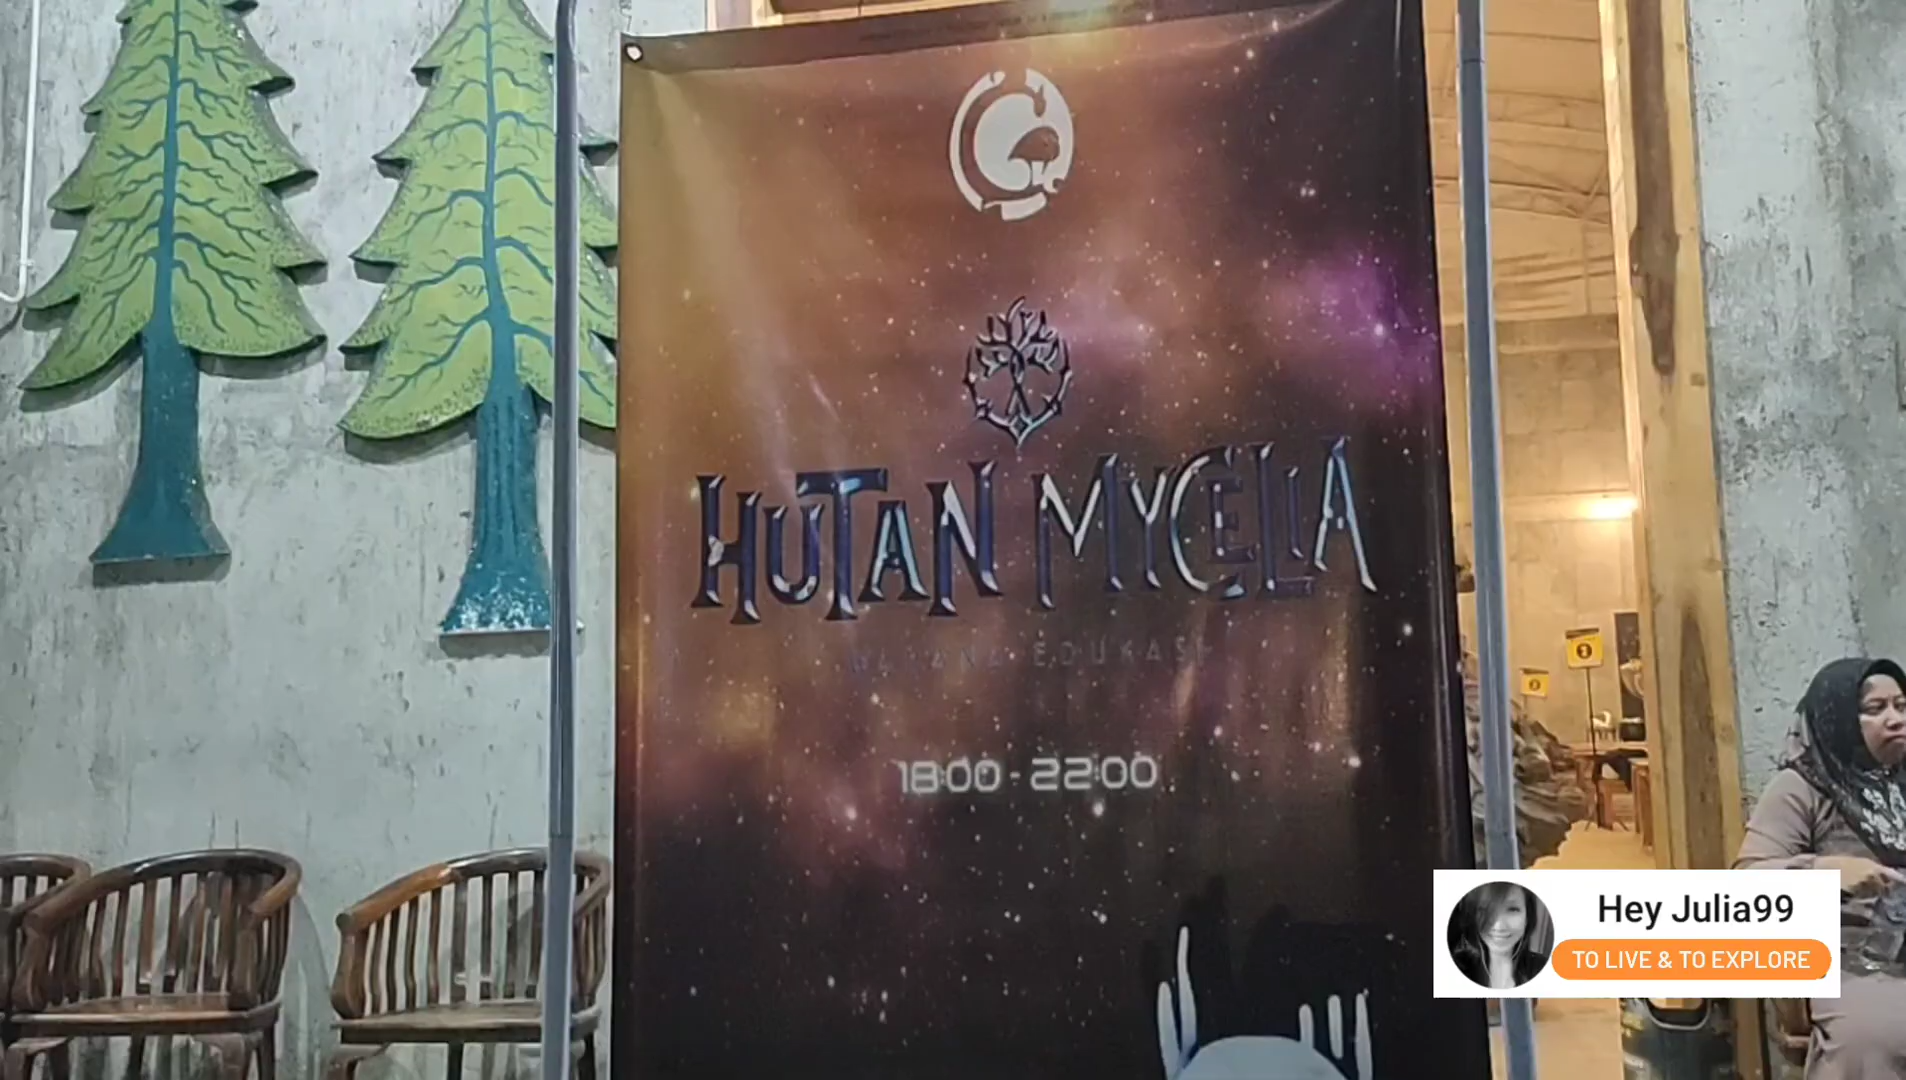 HUTAN MYCELIA
WAHANA EDUKASI
18:00 - 22:00
Hey Julia99
TO LIVE & TO EXPLORE